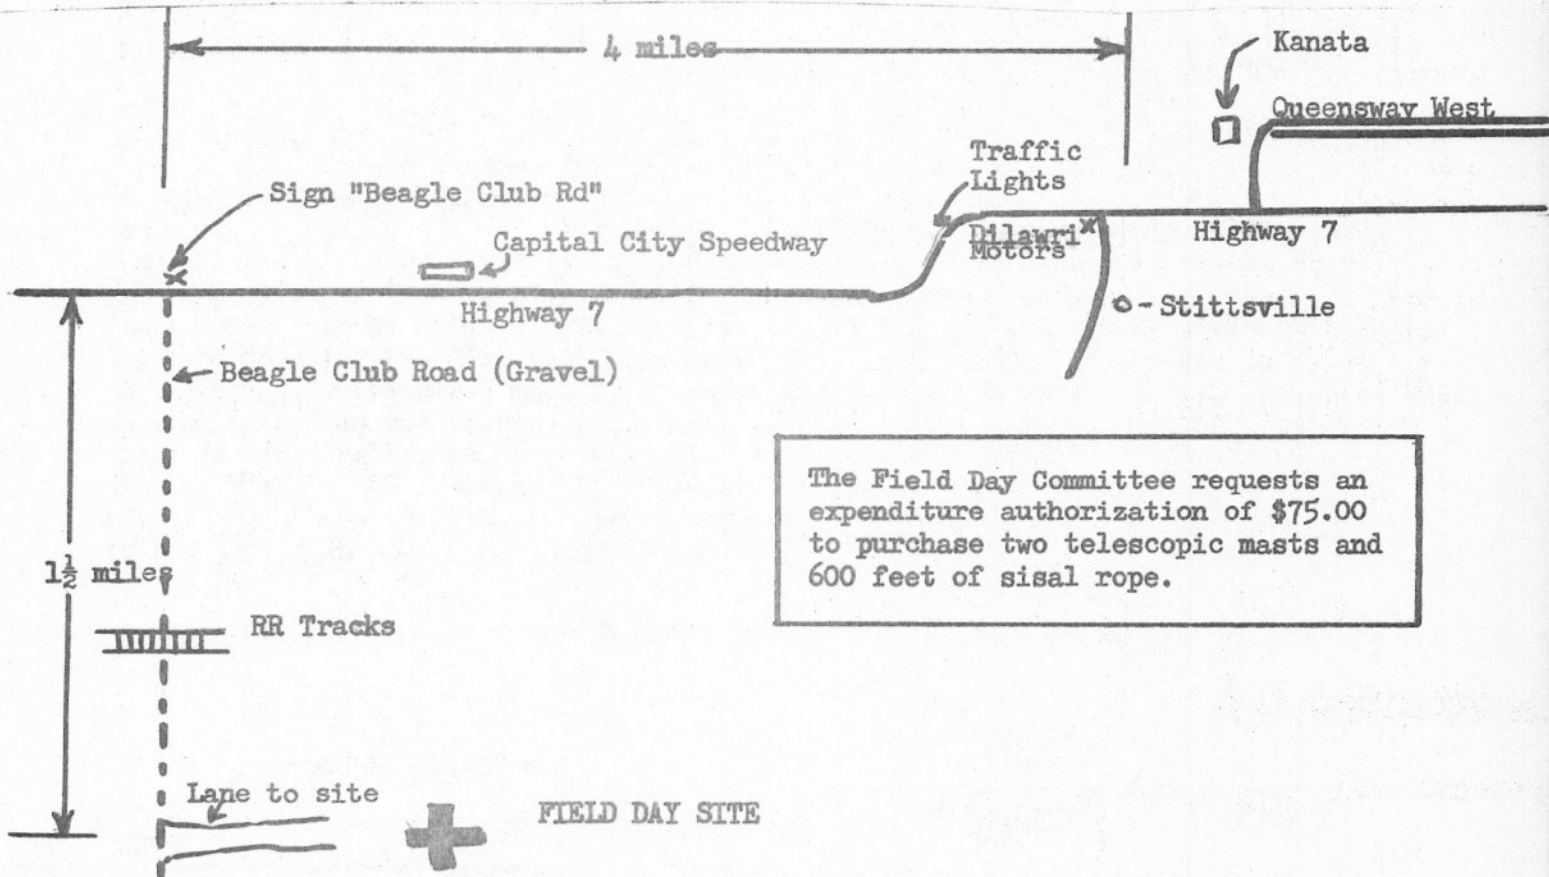 4 miles
Kanata
Queensway West
Traffic
Lights
Sign "Beagle Club Rd"
Capital City Speedway
Dilawri
Motors
Highway 7
Highway 7
Stittsville
Beagle Club Road (Gravel)
The Field Day Committee requests an
expenditure authorization of $75.00
to purchase two telescopic masts and
600 feet of sisal rope.
1½ miles
RR Tracks
Lane to site
FIELD DAY SITE